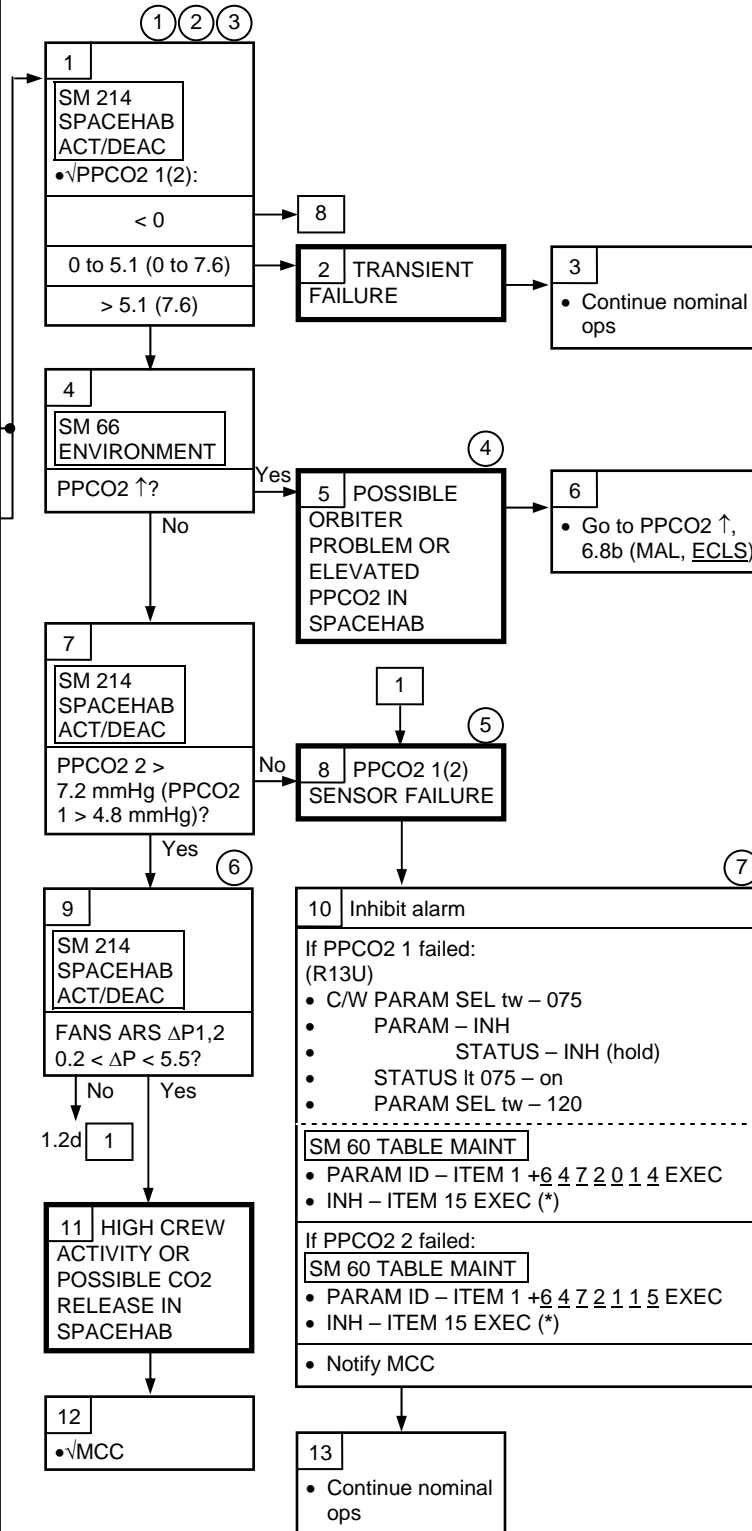 1 2 3
1
SM 214
SPACEHAB
ACT/DEAC
•√PPCO2 1(2):
< 0
8
0 to 5.1 (0 to 7.6)
> 5.1 (7.6)
2 TRANSIENT
FAILURE
3
• Continue nominal
ops
4
SM 66
ENVIRONMENT
PPCO2 ↑?
Yes
No
4
5 POSSIBLE
ORBITER
PROBLEM OR
ELEVATED
PPCO2 IN
SPACEHAB
6
• Go to PPCO2 ↑,
6.8b (MAL, ECLS)
7
SM 214
SPACEHAB
ACT/DEAC
PPCO2 2 >
7.2 mmHg (PPCO2
1 > 4.8 mmHg)?
No
Yes
1
5
8 PPCO2 1(2)
SENSOR FAILURE
6
9
SM 214
SPACEHAB
ACT/DEAC
FANS ARS ΔP1,2
0.2 < ΔP < 5.5?
No Yes
1.2d 1
7
10 Inhibit alarm
If PPCO2 1 failed:
(R13U)
• C/W PARAM SEL tw – 075
• PARAM – INH
• STATUS – INH (hold)
• STATUS lt 075 – on
• PARAM SEL tw – 120
SM 60 TABLE MAINT
• PARAM ID – ITEM 1 +6 4 7 2 0 1 4 EXEC
• INH – ITEM 15 EXEC (*)
If PPCO2 2 failed:
SM 60 TABLE MAINT
• PARAM ID – ITEM 1 +6 4 7 2 1 1 5 EXEC
• INH – ITEM 15 EXEC (*)
• Notify MCC
11 HIGH CREW
ACTIVITY OR
POSSIBLE CO2
RELEASE IN
SPACEHAB
12
•√MCC
13
• Continue nominal
ops